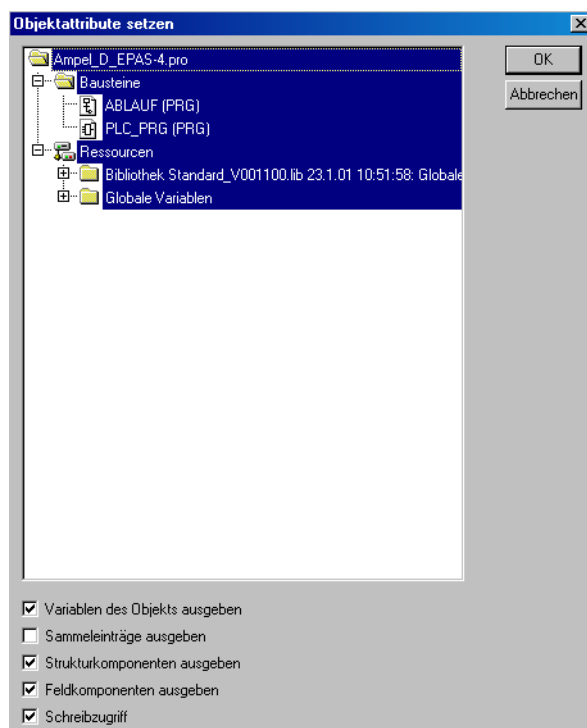 Objektattribute setzen
Ampel_D_EPAS-4.pro
OK
Bausteine
Abbrechen
ABLAUF (PRG)
PLC_PRG (PRG)
Ressourcen
Bibliothek Standard_V001100.lib 23.1.01 10:51:58: Globale
Globale Variablen
Variablen des Objekts ausgeben
Sammeleinträge ausgeben
Strukturkomponenten ausgeben
Feldkomponenten ausgeben
Schreibzugriff